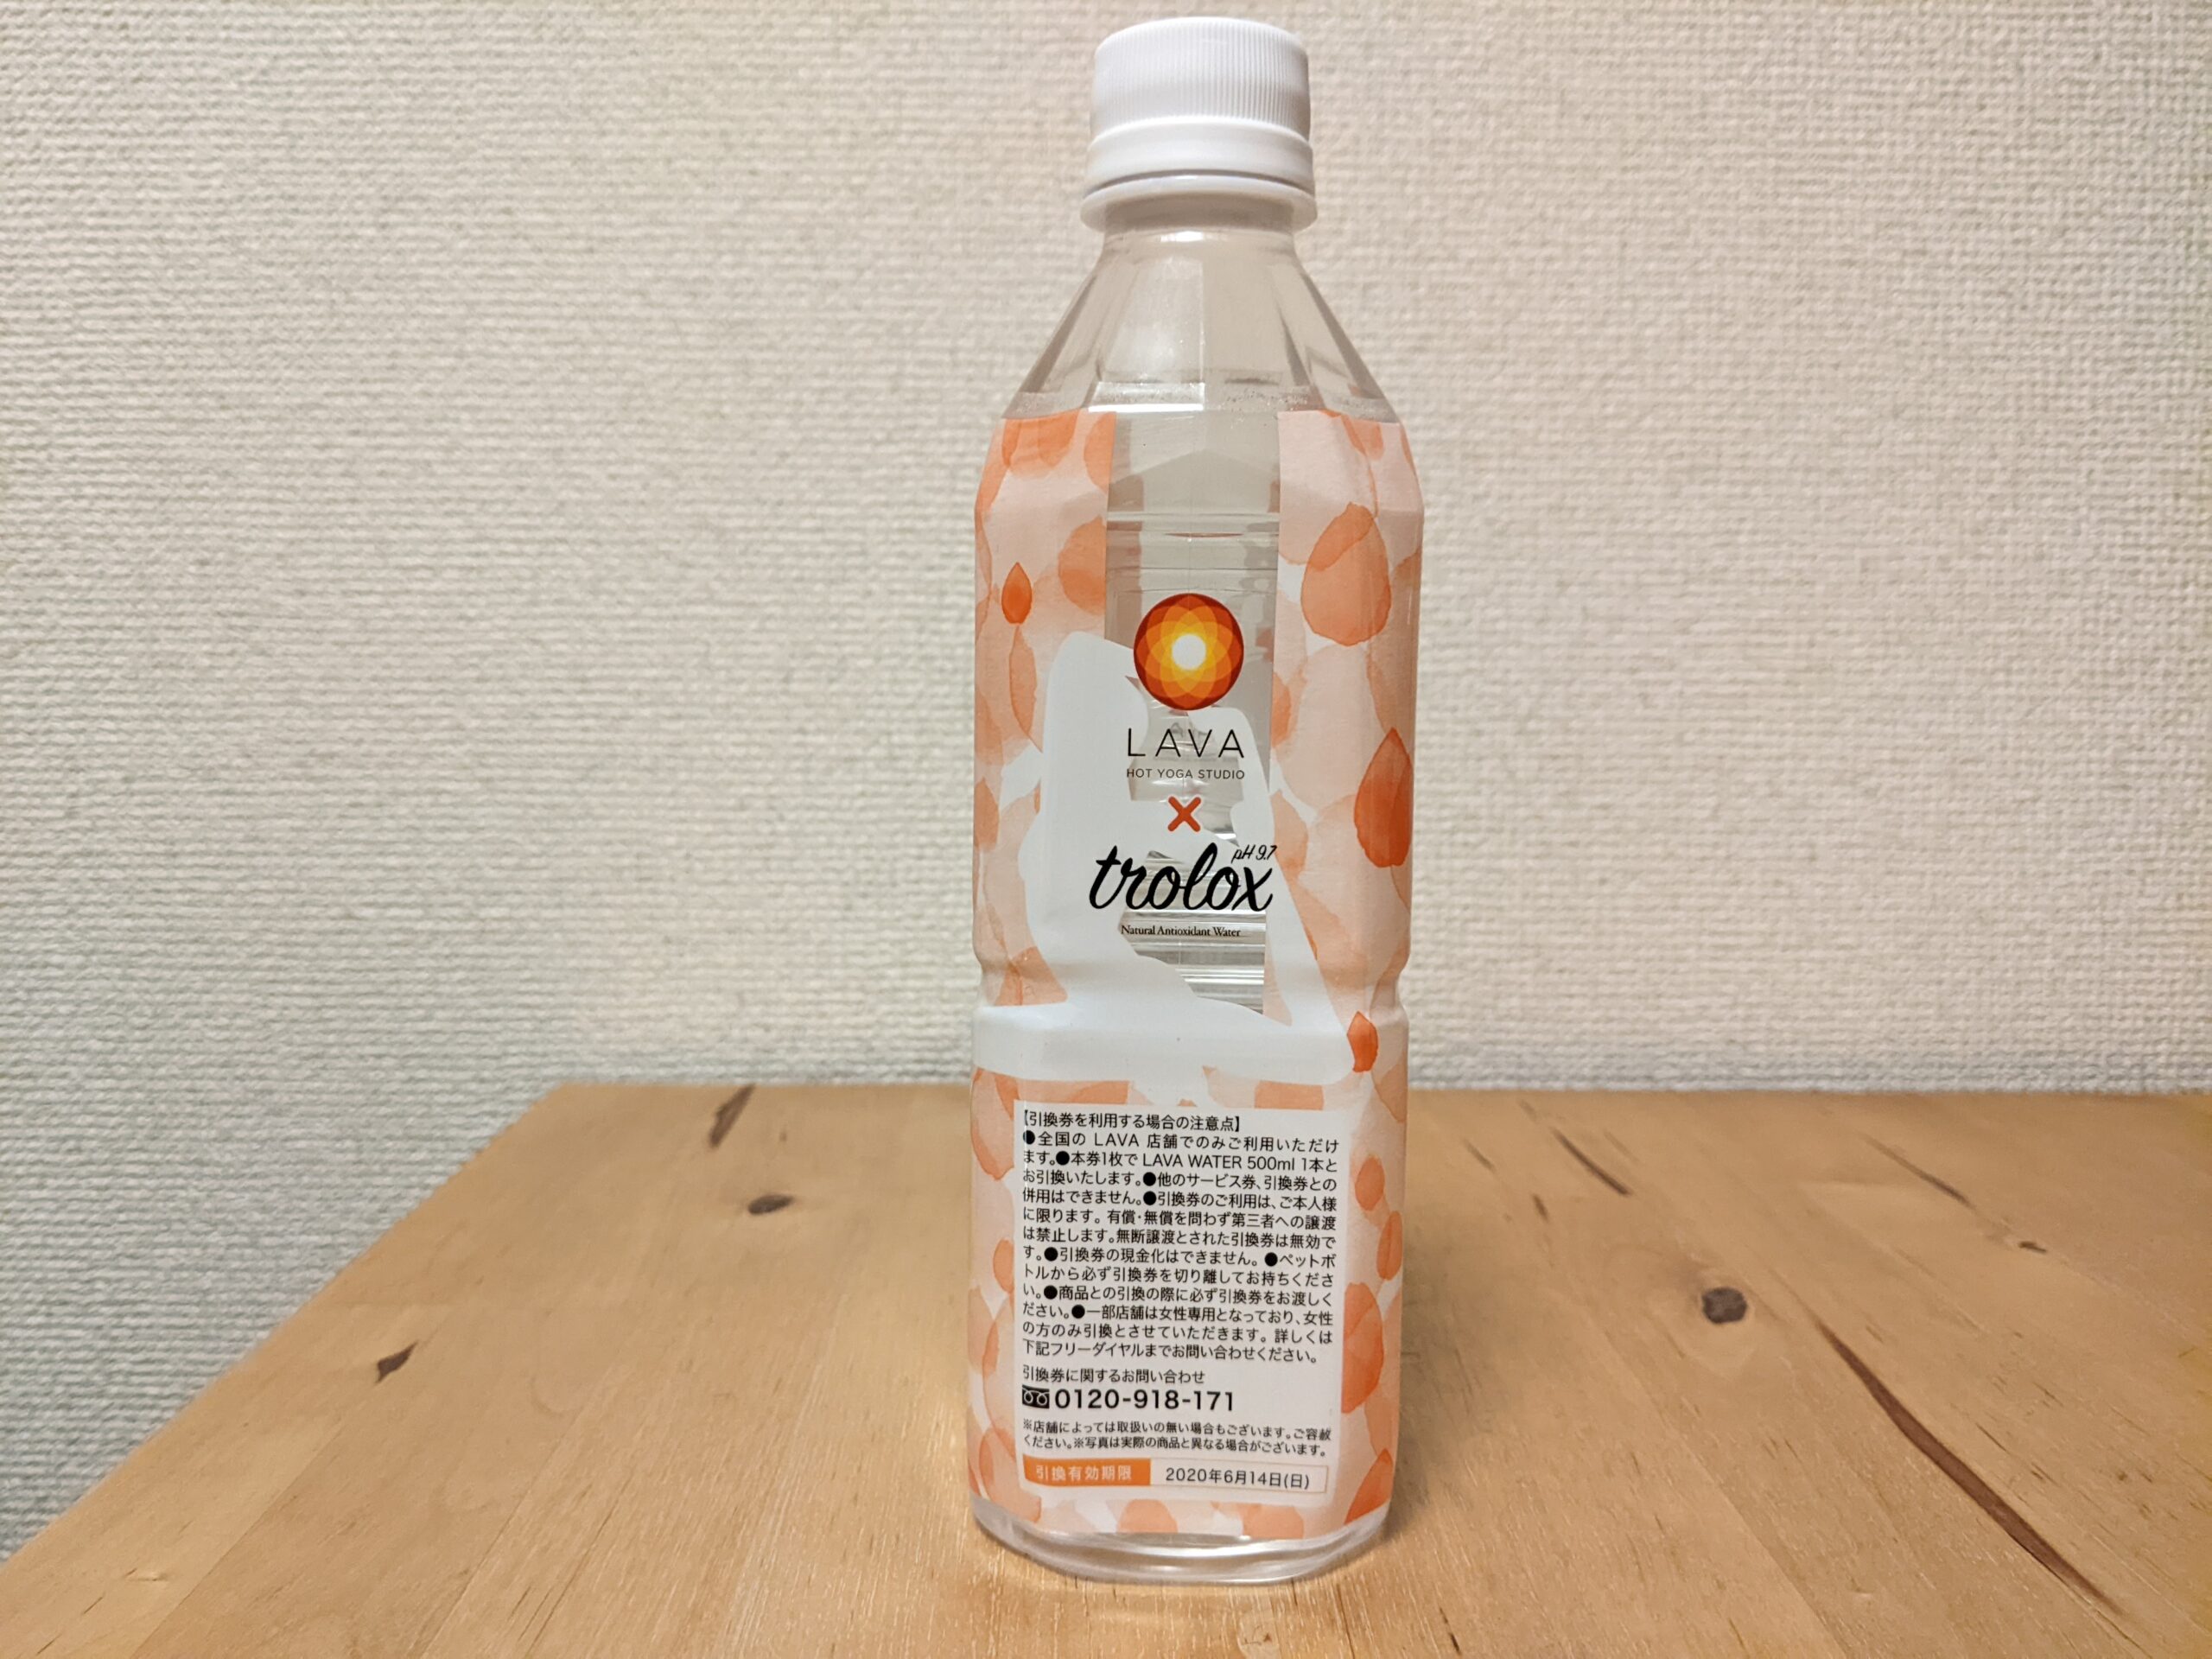 LAVA
HOT YOGA STUDIO
×
pH 9.7
trolox
Natural Antioxidant Water
【引換券を利用する場合の注意点】
●全国の LAVA 店舗でのみご利用いただけ
ます。●本券1枚で LAVA WATER 500ml 1本と
お引換いたします。●他のサービス券、引換券との
併用はできません。●引換券のご利用は、ご本人様
に限ります。有償・無償を問わず第三者への譲渡
は禁止します。無断譲渡とされた引換券は無効で
す。●引換券の現金化はできません。●ペットボ
トルから必ず引換券を切り離してお持ちくださ
い。●商品との引換の際に必ず引換券をお渡しく
ださい。●一部店舗は女性専用となっており、女性
の方のみ引換とさせていただきます。詳しくは
下記フリーダイヤルまでお問い合わせください。
引換券に関するお問い合わせ
0120-918-171
※店舗によっては取扱いの無い場合もございます。ご容赦
ください。※写真は実際の商品と異なる場合がございます。
引換有効期限 2020年6月14日(日)